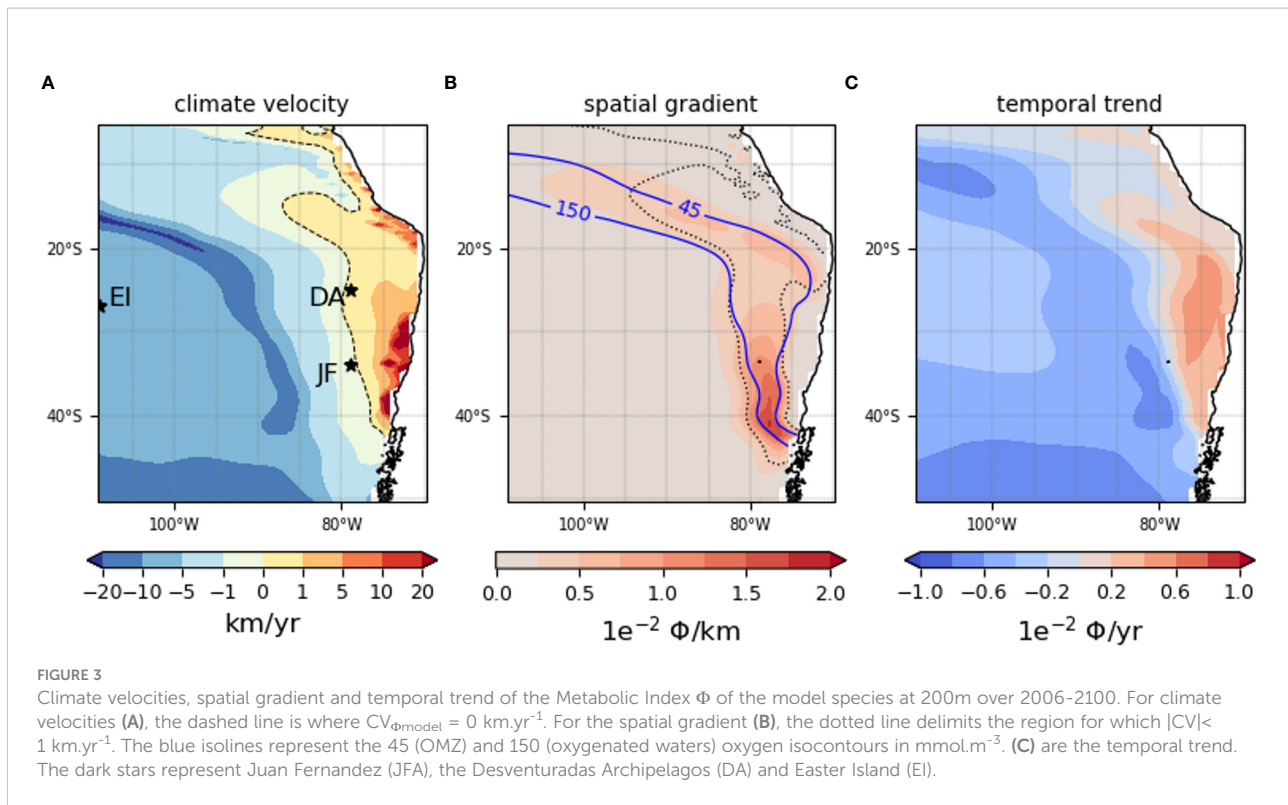 A
B
C
climate velocity
spatial gradient
temporal trend
20°S
40°S
100°W
80°W
EI
DA
JF
−20 −10 −5 −1 0 1 5 10 20
km/yr
20°S
40°S
100°W
80°W
150
45
0.0 0.5 1.0 1.5 2.0
1e⁻² Φ/km
20°S
40°S
100°W
80°W
−1.0 −0.6 −0.2 0.2 0.6 1.0
1e⁻² Φ/yr
FIGURE 3
Climate velocities, spatial gradient and temporal trend of the Metabolic Index Φ of the model species at 200m over 2006-2100. For climate
velocities (A), the dashed line is where CVΦmodel = 0 km.yr⁻¹. For the spatial gradient (B), the dotted line delimits the region for which |CV|<
1 km.yr⁻¹. The blue isolines represent the 45 (OMZ) and 150 (oxygenated waters) oxygen isocontours in mmol.m⁻³. (C) are the temporal trend.
The dark stars represent Juan Fernandez (JFA), the Desventuradas Archipelagos (DA) and Easter Island (EI).